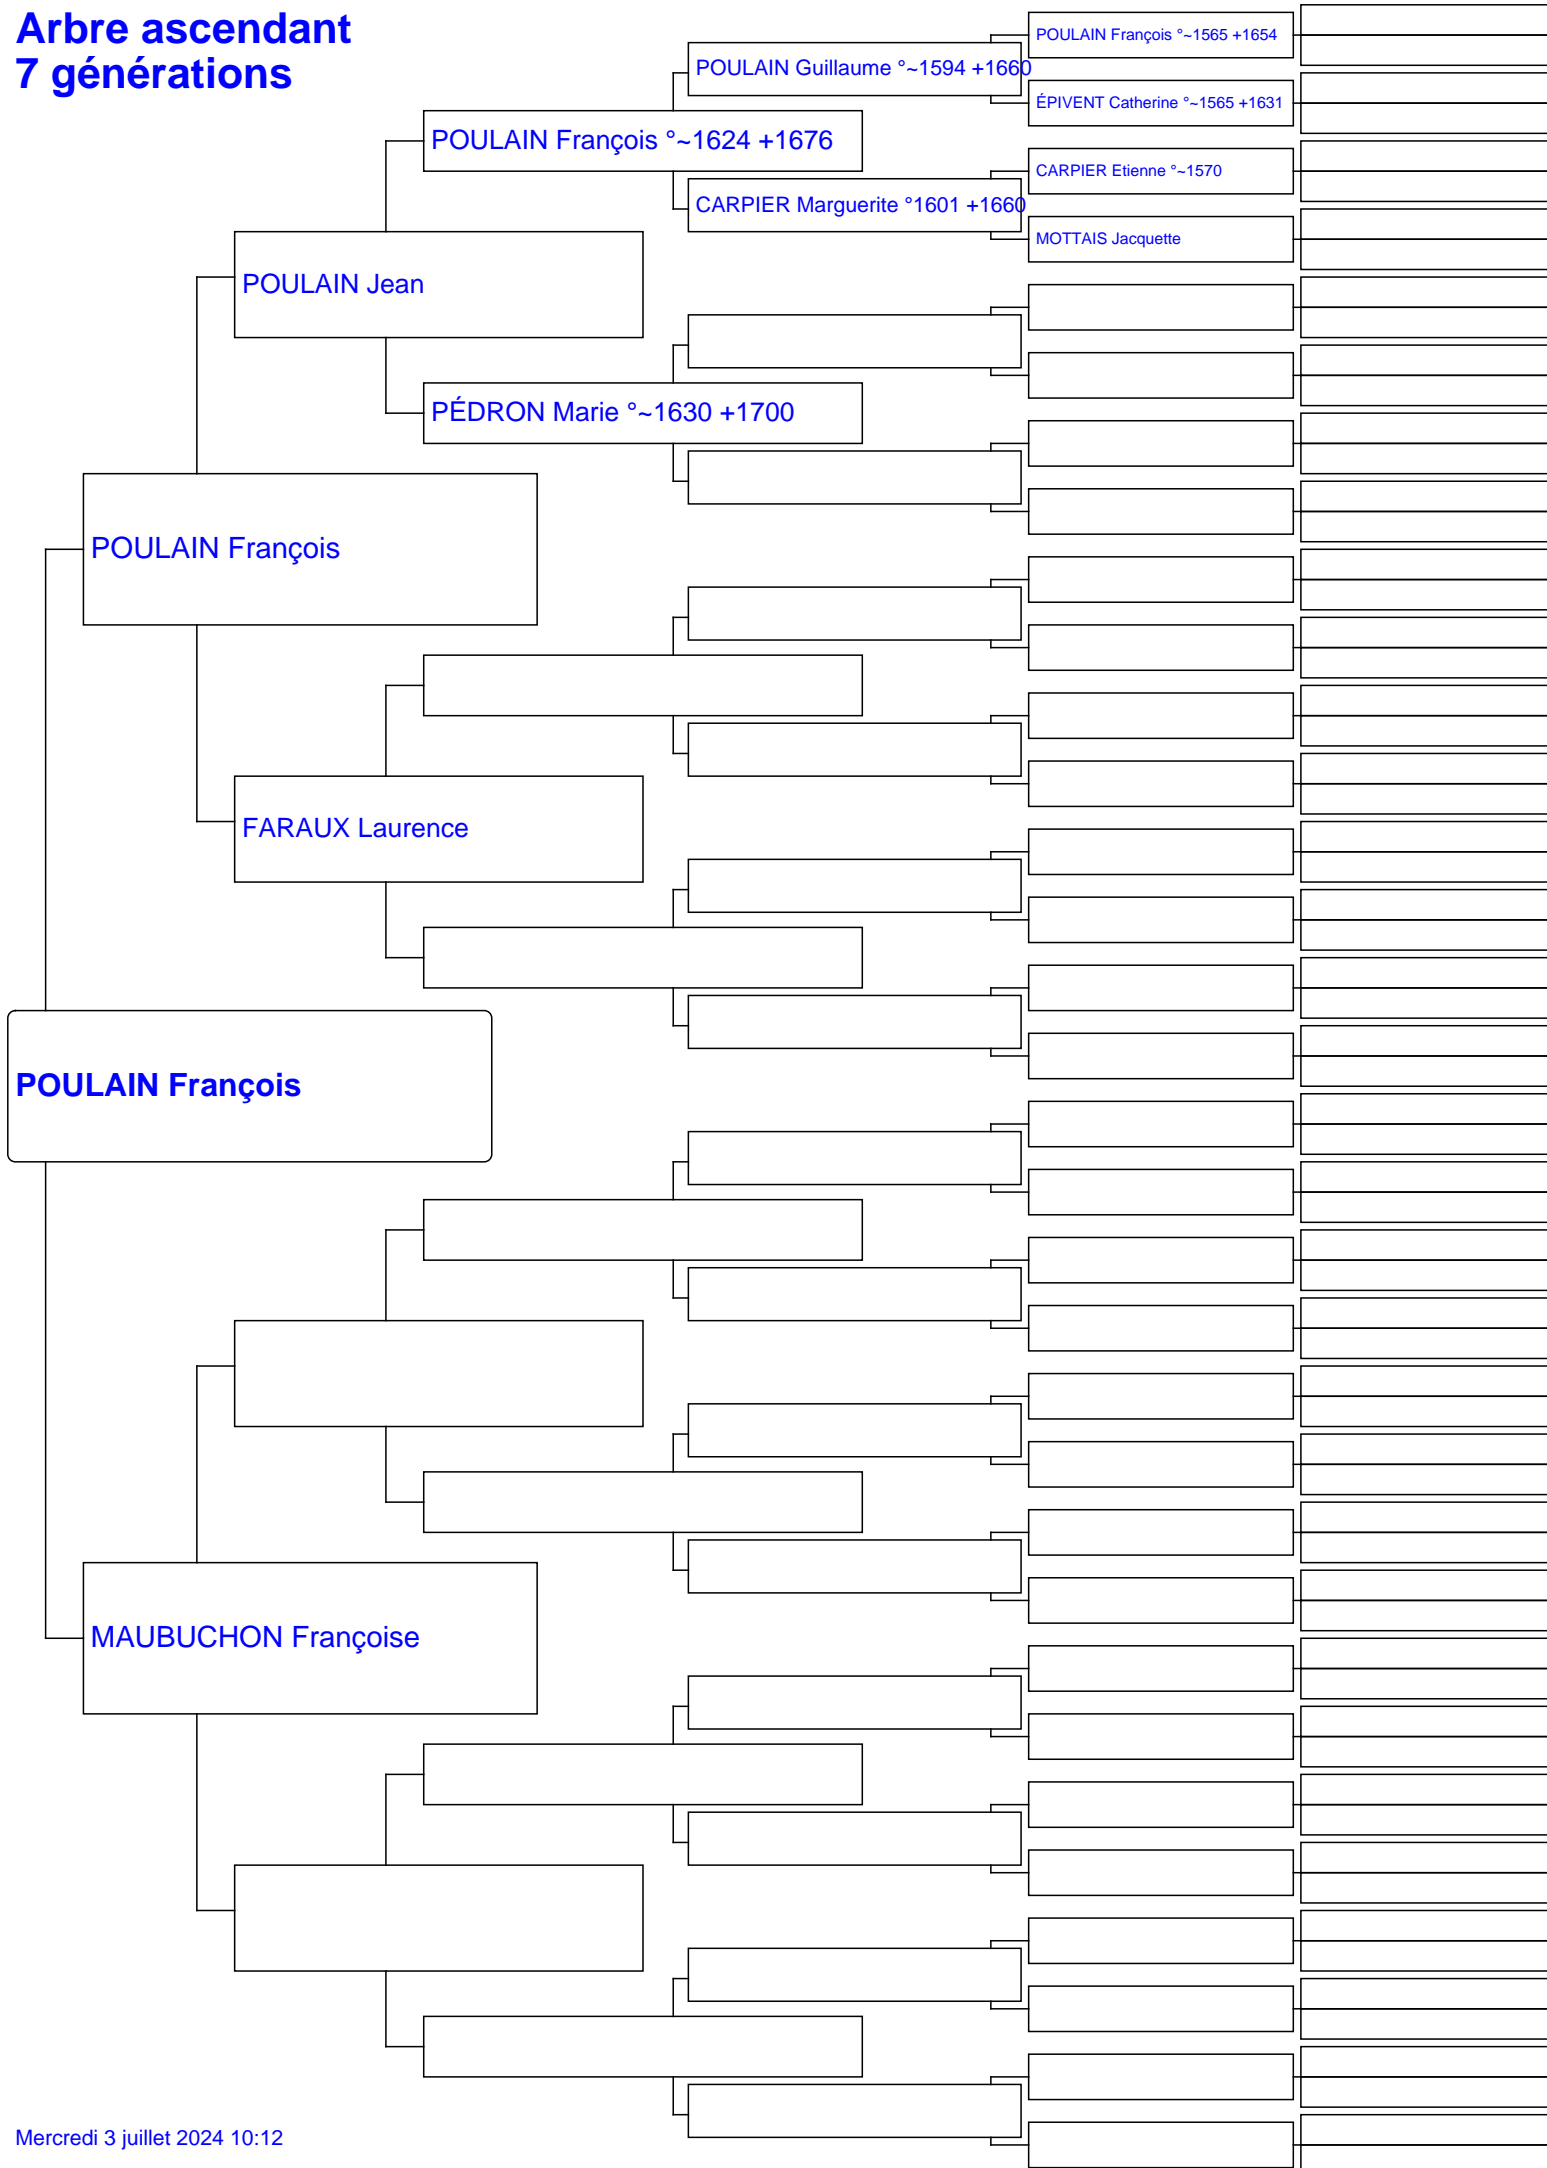 Arbre ascendant
7 générations
POULAIN François °~1565 +1654
POULAIN Guillaume °~1594 +1660
ÉPIVENT Catherine °~1565 +1631
POULAIN François °~1624 +1676
CARPIER Etienne °~1570
CARPIER Marguerite °1601 +1660
MOTTAIS Jacquette
POULAIN Jean
PÉDRON Marie °~1630 +1700
POULAIN François
FARAUX Laurence
POULAIN François
MAUBUCHON Françoise
Mercredi 3 juillet 2024 10:12